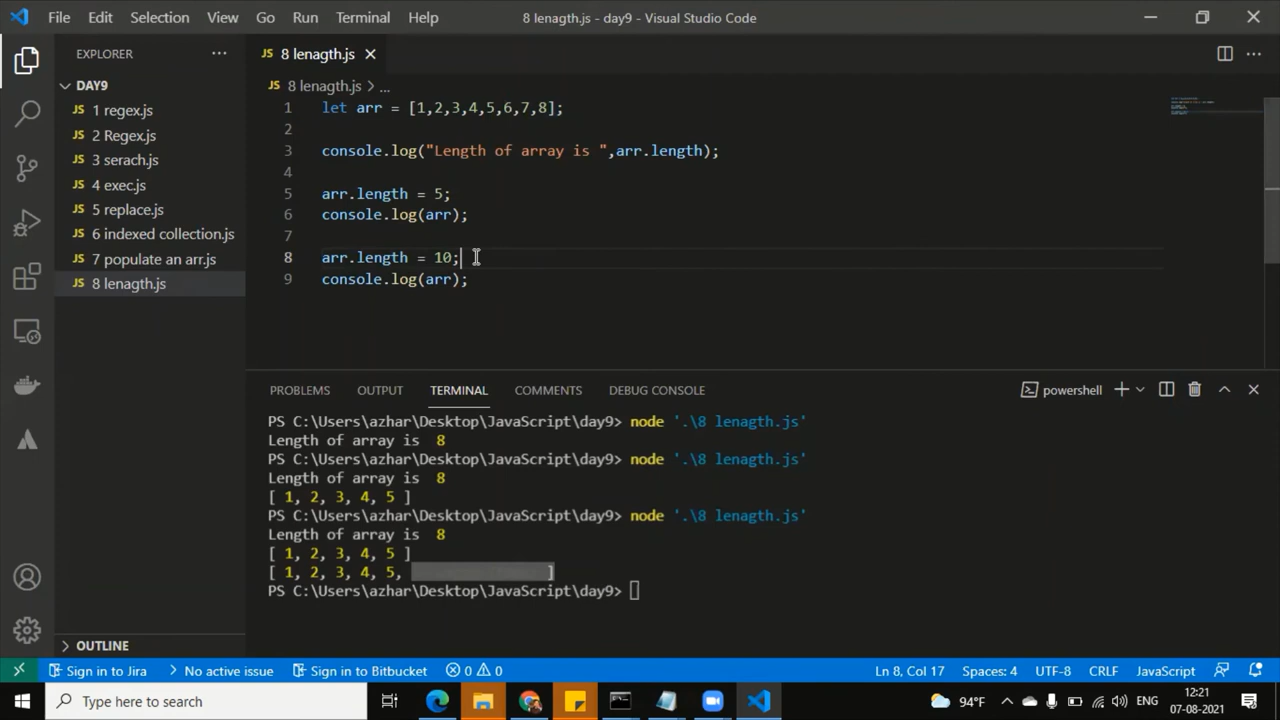 File Edit Selection View Go Run Terminal Help 8 lenagth.js - day9 - Visual Studio Code
EXPLORER ...
JS 8 lenagth.js
DAY9
8 lenagth.js > ...
JS 1 regex.js
JS 2 Regex.js
JS 3 serach.js
JS 4 exec.js
JS 5 replace.js
JS 6 indexed collection.js
JS 7 populate an arr.js
JS 8 lenagth.js
1 let arr = [1,2,3,4,5,6,7,8];
2
3 console.log("Length of array is ",arr.length);
4
5 arr.length = 5;
6 console.log(arr);
7
8 arr.length = 10;
9 console.log(arr);
PROBLEMS OUTPUT TERMINAL COMMENTS DEBUG CONSOLE powershell
PS C:\Users\azhar\Desktop\JavaScript\day9> node '.\8 lenagth.js'
Length of array is  8
PS C:\Users\azhar\Desktop\JavaScript\day9> node '.\8 lenagth.js'
Length of array is  8
[ 1, 2, 3, 4, 5 ]
PS C:\Users\azhar\Desktop\JavaScript\day9> node '.\8 lenagth.js'
Length of array is  8
[ 1, 2, 3, 4, 5 ]
[ 1, 2, 3, 4, 5, ]
PS C:\Users\azhar\Desktop\JavaScript\day9>
OUTLINE
Sign in to Jira No active issue Sign in to Bitbucket 0 0 Ln 8, Col 17 Spaces: 4 UTF-8 CRLF JavaScript
Type here to search 94°F ENG 12:21
07-08-2021